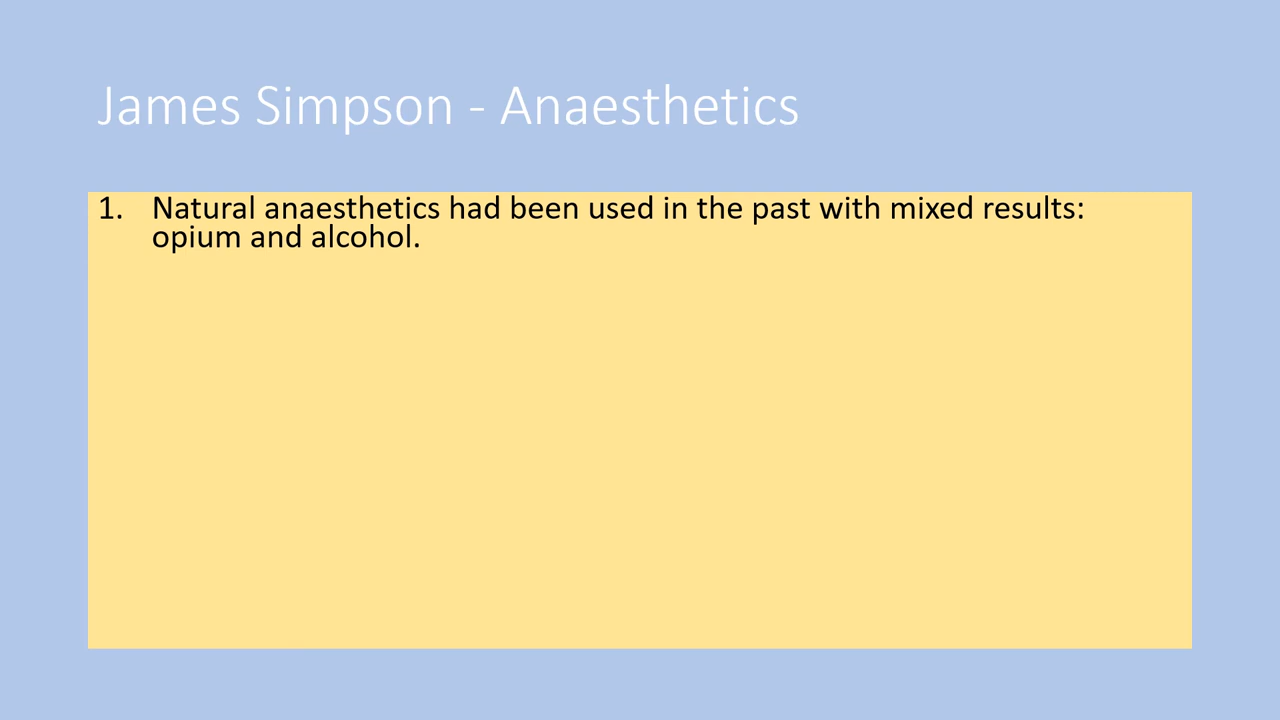 James Simpson - Anaesthetics
1. Natural anaesthetics had been used in the past with mixed results:
opium and alcohol.